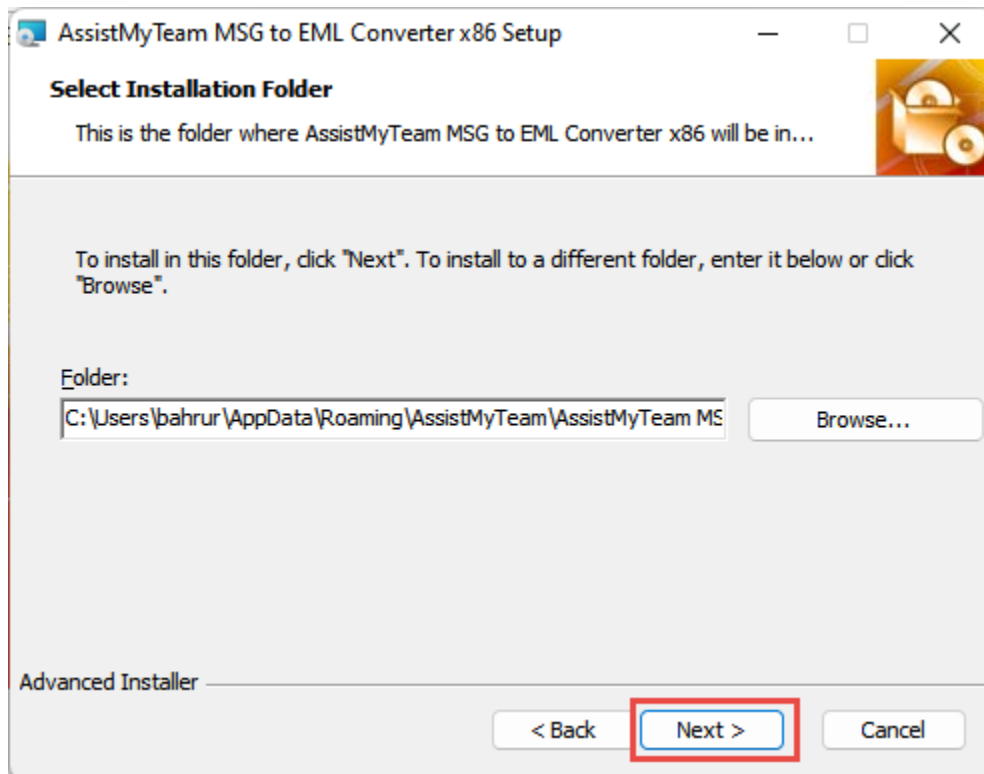 AssistMyTeam MSG to EML Converter x86 Setup
Select Installation Folder
This is the folder where AssistMyTeam MSG to EML Converter x86 will be in...
To install in this folder, click "Next". To install to a different folder, enter it below or click
"Browse".
Folder:
C:\Users\bahrur\AppData\Roaming\AssistMyTeam\AssistMyTeam MS
Browse...
Advanced Installer
< Back
Next >
Cancel